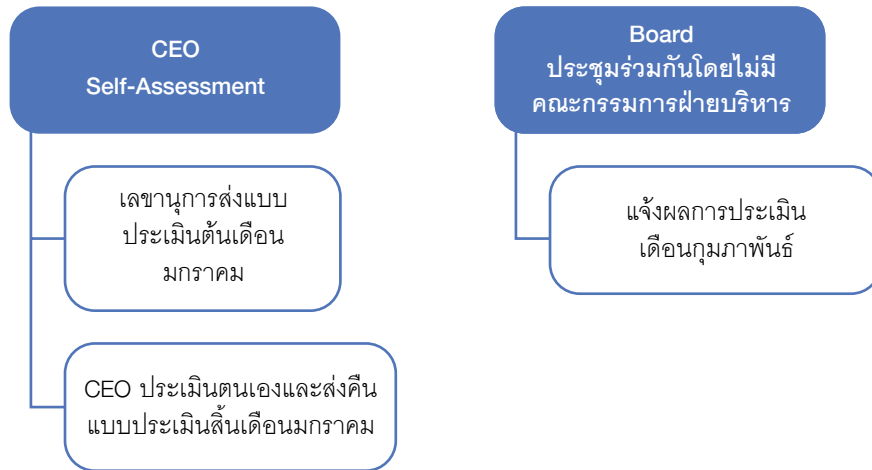 CEO
Self-Assessment
เลขานุการส่งแบบ
ประเมินต้นเดือน
มกราคม
CEO ประเมินตนเองและส่งคืน
แบบประเมินสิ้นเดือนมกราคม
Board
ประชุมร่วมกันโดยไม่มี
คณะกรรมการฝ่ายบริหาร
แจ้งผลการประเมิน
เดือนกุมภาพันธ์